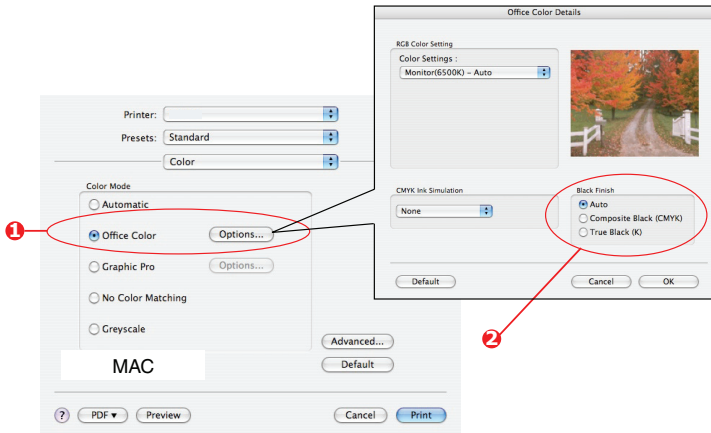 Office Color Details
RGB Color Setting
Color Settings :
Monitor(6500K) – Auto
CMYK Ink Simulation
None
Black Finish
Auto
Composite Black (CMYK)
True Black (K)
Default
Cancel
OK
Printer:
Presets: Standard
Color
Color Mode
Automatic
1
Office Color
Options...
Graphic Pro
Options...
No Color Matching
Greyscale
2
Advanced...
MAC
Default
?
PDF ▾
Preview
Cancel
Print